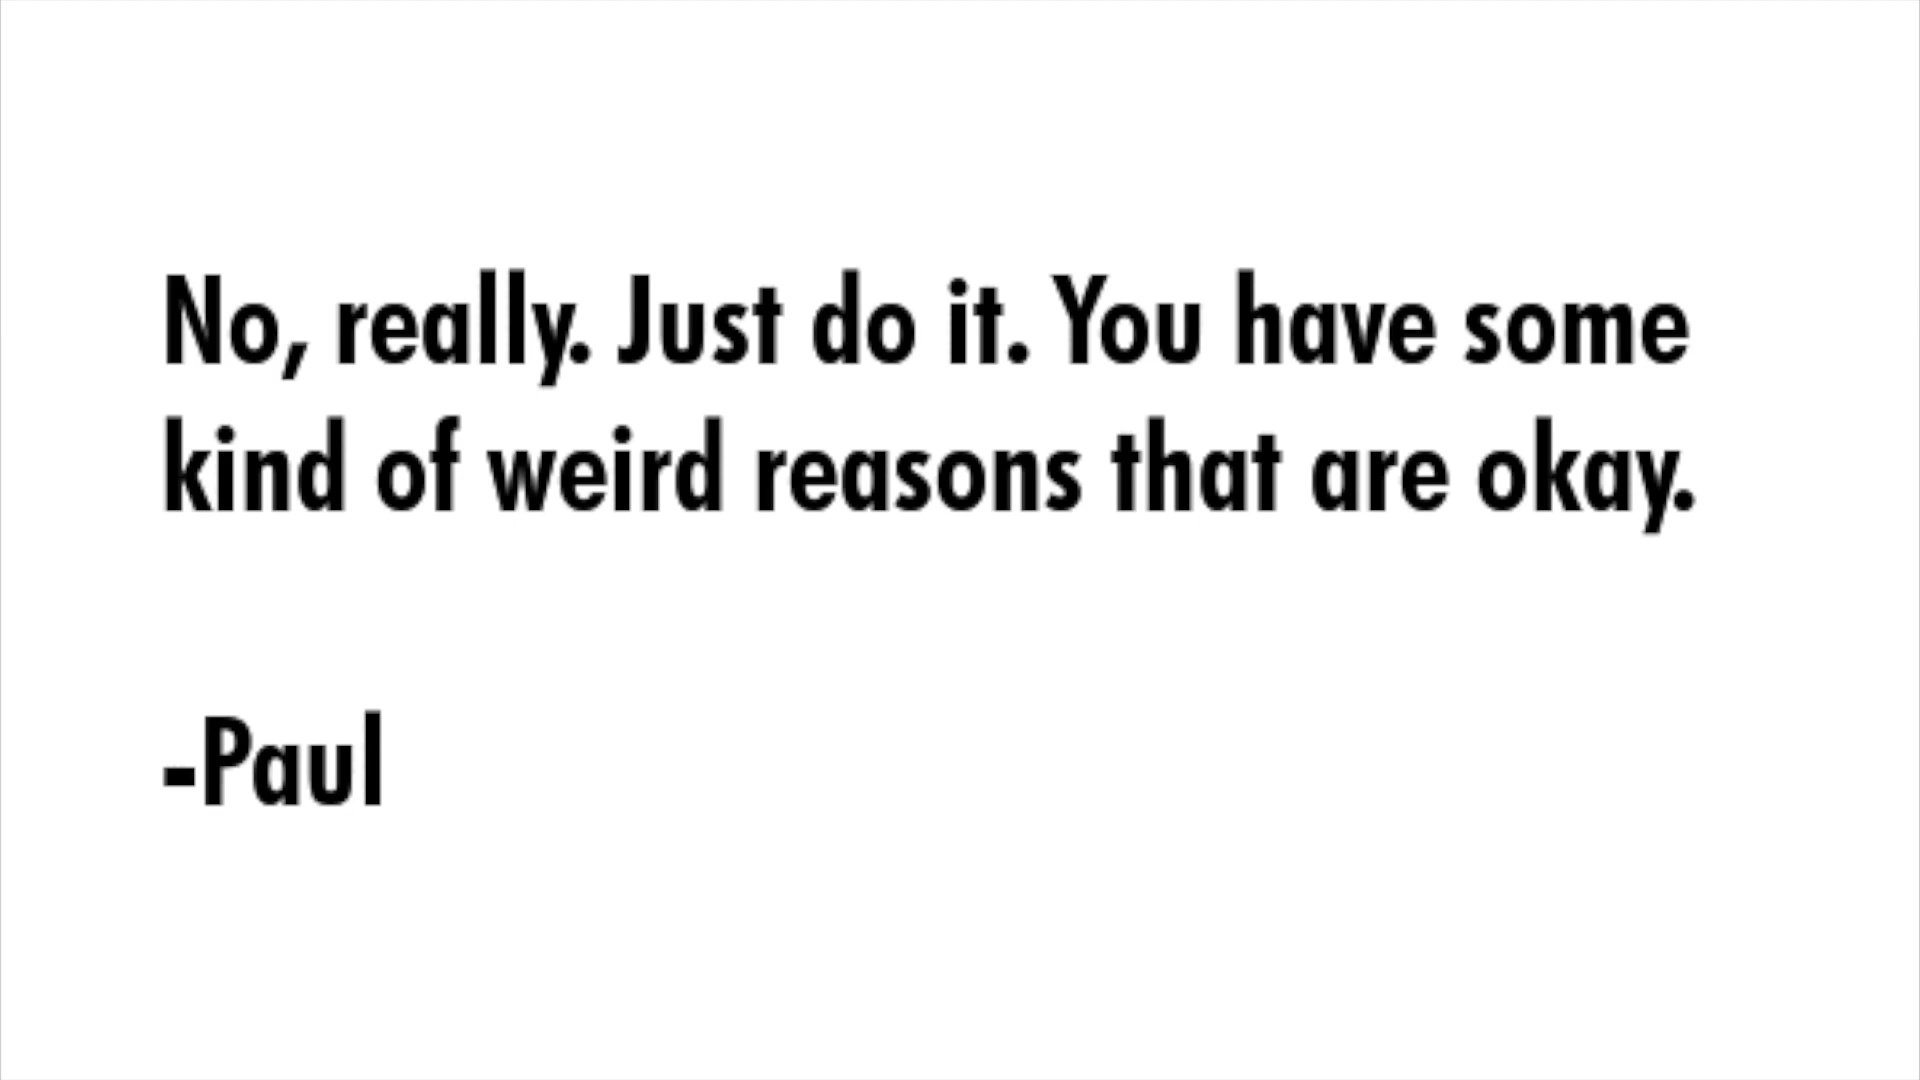 No, really. Just do it. You have some
kind of weird reasons that are okay.
-Paul